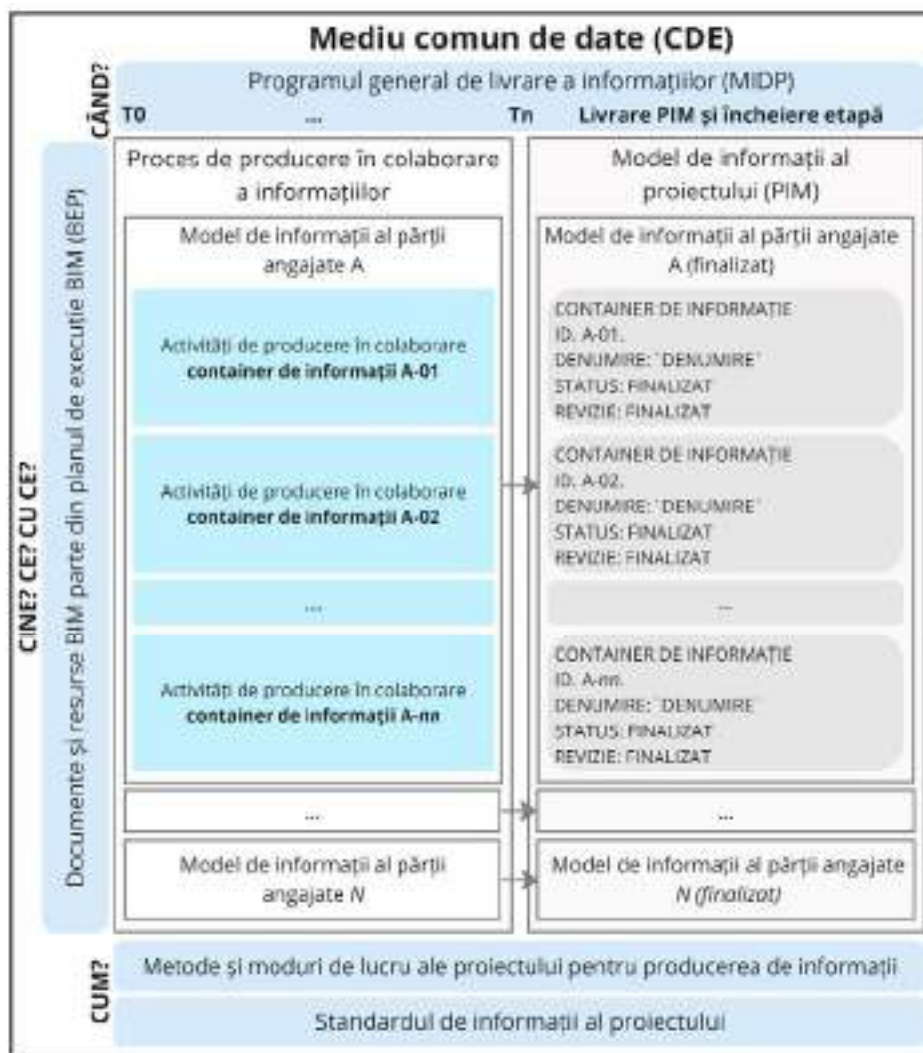 Mediu comun de date (CDE)
CÂND?
Programul general de livrare a informațiilor (MIDP)
T0 ... Tn Livrare PIM și încheiere etapă
CINE? CE? CU CE?
Documente și resurse BIM parte din planul de execuție BIM (BEP)
Proces de producere în colaborare
a informațiilor
Model de informații al părții
angajate A
Activități de producere în colaborare
container de informații A-01
Activități de producere în colaborare
container de informații A-02
...
Activități de producere în colaborare
container de informații A-nn
...
Model de informații al părții
angajate N
Model de informații al
proiectului (PIM)
Model de informații al părții angajate
A (finalizat)
CONTAINER DE INFORMAȚIE
ID. A-01.
DENUMIRE: `DENUMIRE`
STATUS: FINALIZAT
REVIZIE: FINALIZAT
CONTAINER DE INFORMAȚIE
ID. A-02.
DENUMIRE: `DENUMIRE`
STATUS: FINALIZAT
REVIZIE: FINALIZAT
...
CONTAINER DE INFORMAȚIE
ID. A-nn.
DENUMIRE: `DENUMIRE`
STATUS: FINALIZAT
REVIZIE: FINALIZAT
...
Model de informații al părții angajate
N (finalizat)
CUM?
Metode și moduri de lucru ale proiectului pentru producerea de informații
Standardul de informații al proiectului